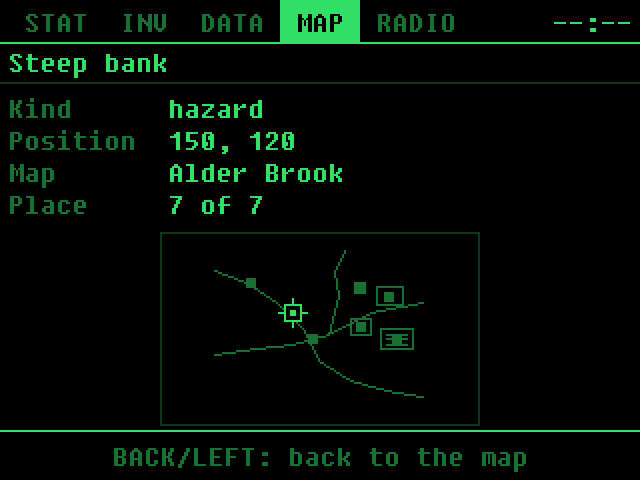 STAT INV DATA MAP RADIO --:--
Steep bank
Kind hazard
Position 150, 120
Map Alder Brook
Place 7 of 7
BACK/LEFT: back to the map